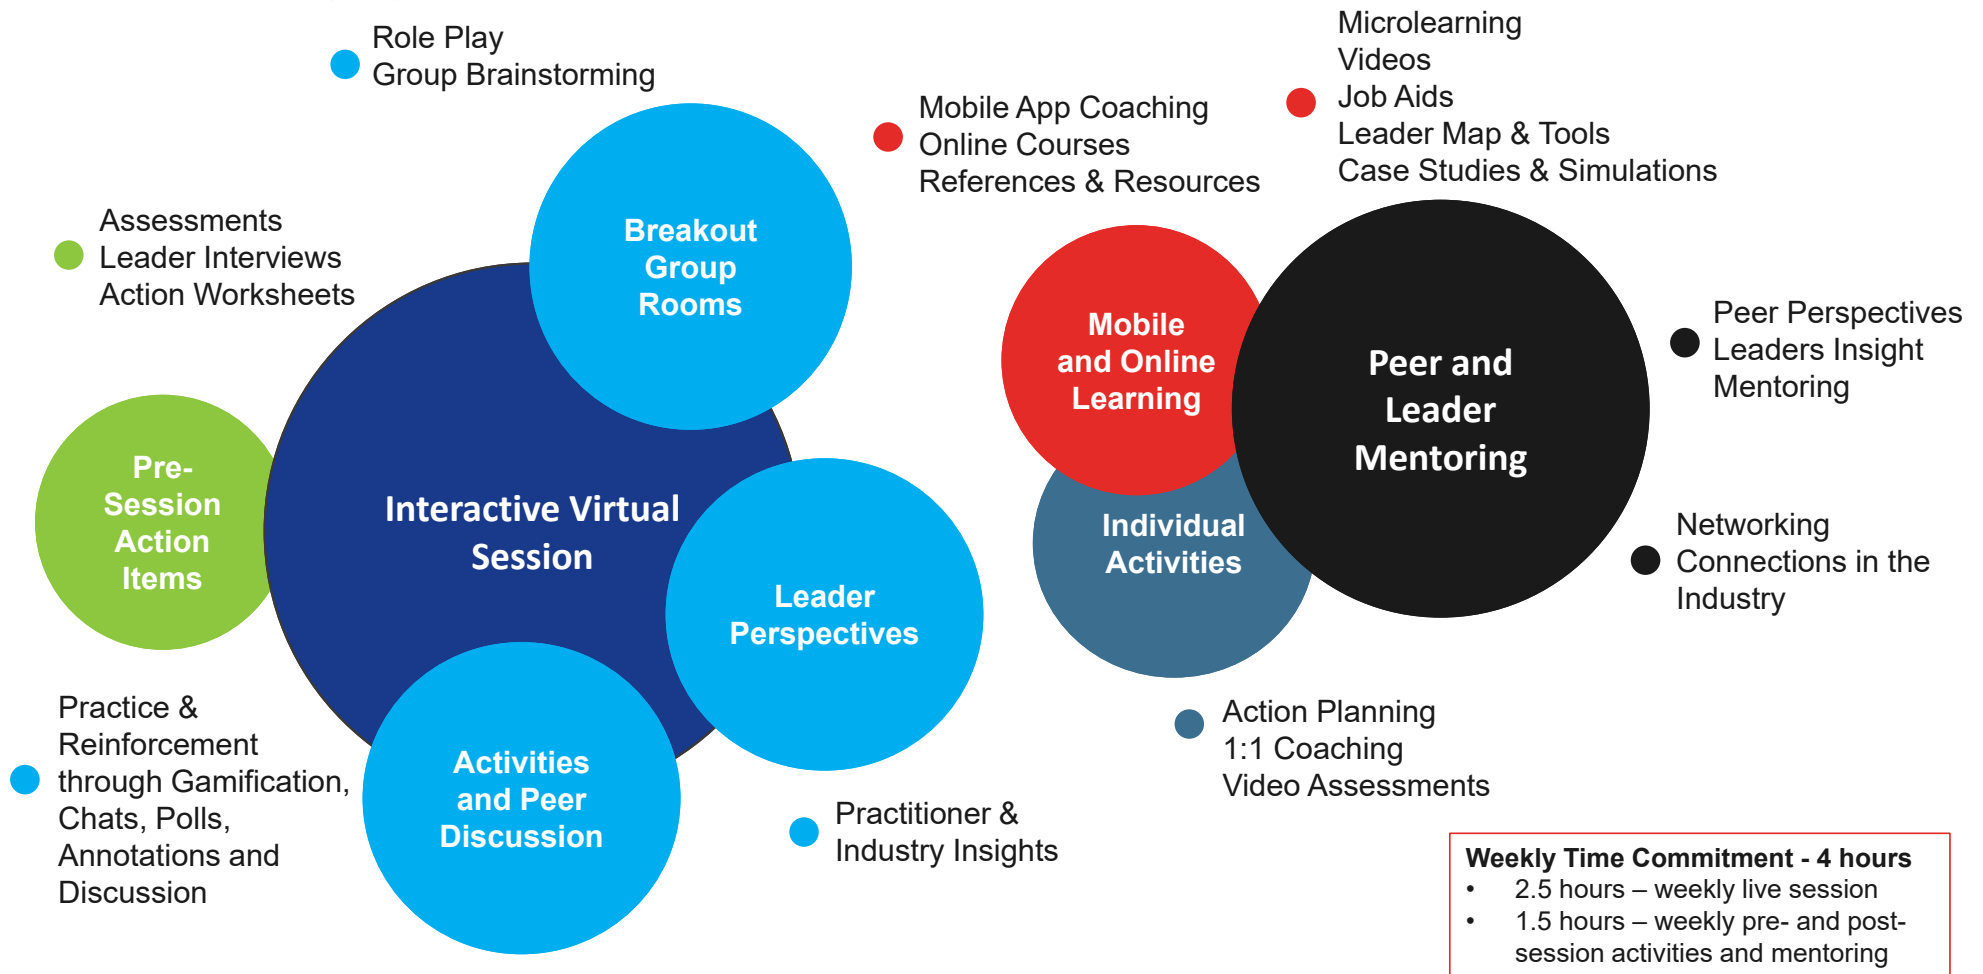 Role Play
Group Brainstorming
Microlearning
Videos
Job Aids
Leader Map & Tools
Case Studies & Simulations
Mobile App Coaching
Online Courses
References & Resources
Assessments
Leader Interviews
Action Worksheets
Breakout
Group
Rooms
Mobile
and Online
Learning
Peer and
Leader
Mentoring
Peer Perspectives
Leaders Insight
Mentoring
Pre-
Session
Action
Items
Interactive Virtual
Session
Individual
Activities
Networking
Connections in the
Industry
Leader
Perspectives
Practice &
Reinforcement
through Gamification,
Chats, Polls,
Annotations and
Discussion
Activities
and Peer
Discussion
Action Planning
1:1 Coaching
Video Assessments
Practitioner &
Industry Insights
Weekly Time Commitment - 4 hours
• 2.5 hours – weekly live session
• 1.5 hours – weekly pre- and post-
session activities and mentoring